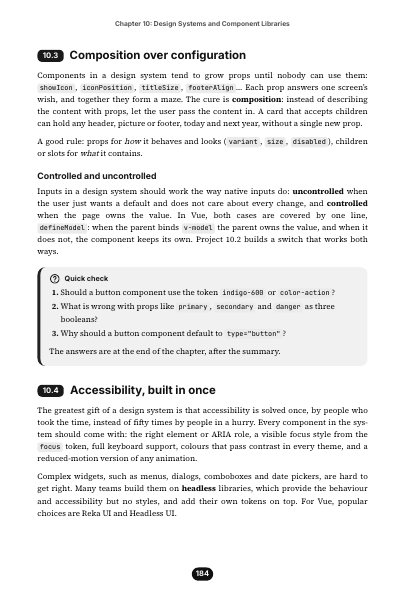 Chapter 10: Design Systems and Component Libraries
10.3 Composition over configuration
Components in a design system tend to grow props until nobody can use them:
showIcon, iconPosition, titleSize, footerAlign… Each prop answers one screen's
wish, and together they form a maze. The cure is composition: instead of describing
the content with props, let the user pass the content in. A card that accepts children
can hold any header, picture or footer, today and next year, without a single new prop.
A good rule: props for how it behaves and looks (variant, size, disabled), children
or slots for what it contains.
Controlled and uncontrolled
Inputs in a design system should work the way native inputs do: uncontrolled when
the user just wants a default and does not care about every change, and controlled
when the page owns the value. In Vue, both cases are covered by one line,
defineModel: when the parent binds v-model the parent owns the value, and when it
does not, the component keeps its own. Project 10.2 builds a switch that works both
ways.
Quick check
1. Should a button component use the token indigo-600 or color-action?
2. What is wrong with props like primary, secondary and danger as three
booleans?
3. Why should a button component default to type="button"?
The answers are at the end of the chapter, after the summary.
10.4 Accessibility, built in once
The greatest gift of a design system is that accessibility is solved once, by people who
took the time, instead of fifty times by people in a hurry. Every component in the sys-
tem should come with: the right element or ARIA role, a visible focus style from the
focus token, full keyboard support, colours that pass contrast in every theme, and a
reduced-motion version of any animation.
Complex widgets, such as menus, dialogs, comboboxes and date pickers, are hard to
get right. Many teams build them on headless libraries, which provide the behaviour
and accessibility but no styles, and add their own tokens on top. For Vue, popular
choices are Reka UI and Headless UI.
184